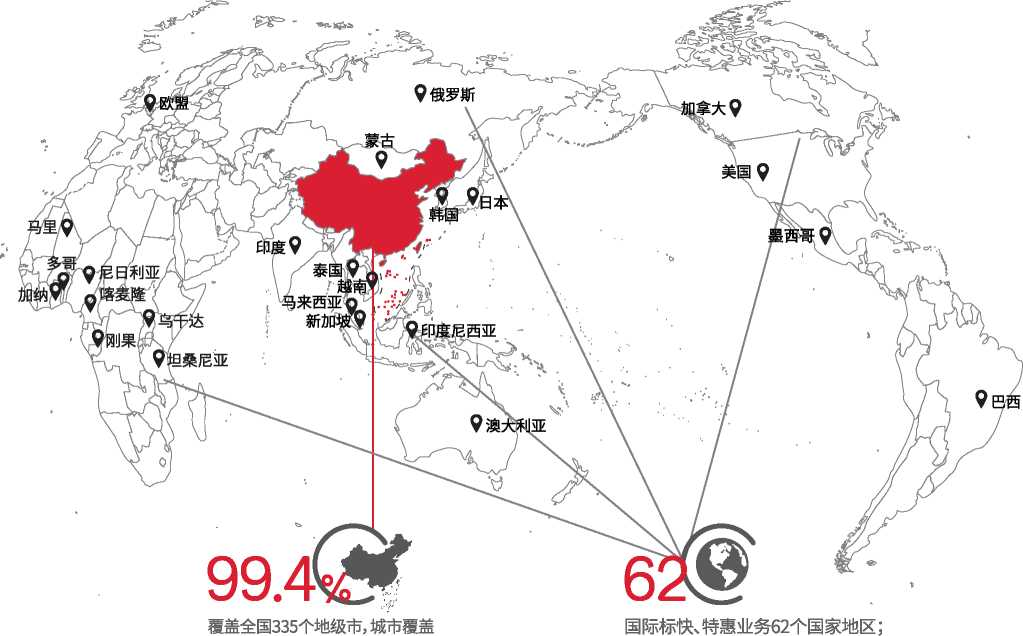 俄罗斯
欧盟
加拿大
蒙古
美国
日本
韩国
马里
墨西哥
印度
多哥
泰国
尼日利亚
越南
加纳
喀麦隆
马来西亚
新加坡
乌干达
印度尼西亚
刚果
坦桑尼亚
巴西
澳大利亚
99.4%
覆盖全国335个地级市，城市覆盖
62
国际标快、特惠业务62个国家地区；